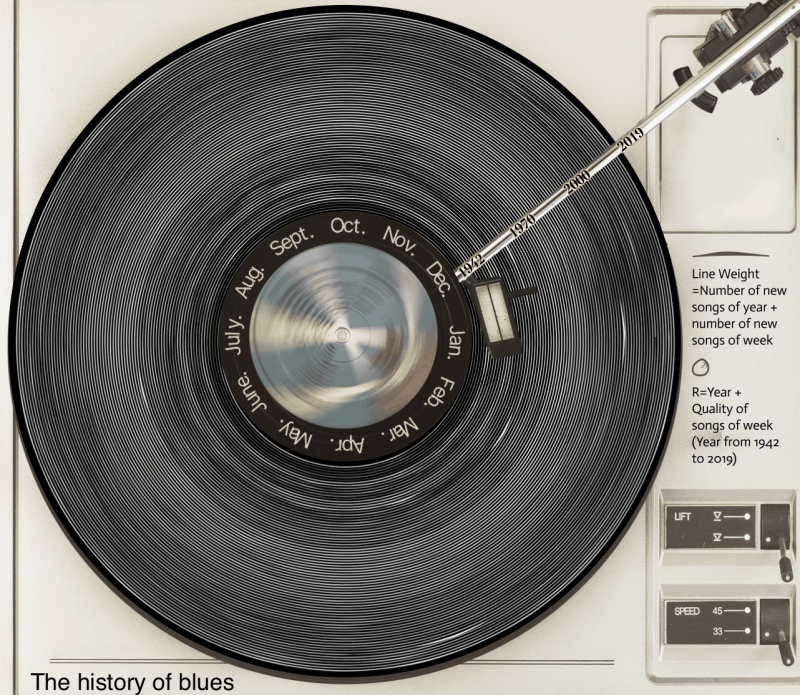 Jan.
Feb.
Mar.
Apr.
May.
June.
July.
Aug.
Sept.
Oct.
Nov.
Dec.
1942
1970
2000
2019
Line Weight
=Number of new
songs of year +
number of new
songs of week
R=Year +
Quality of
songs of week
(Year from 1942
to 2019)
LIFT
SPEED 45
33
The history of blues